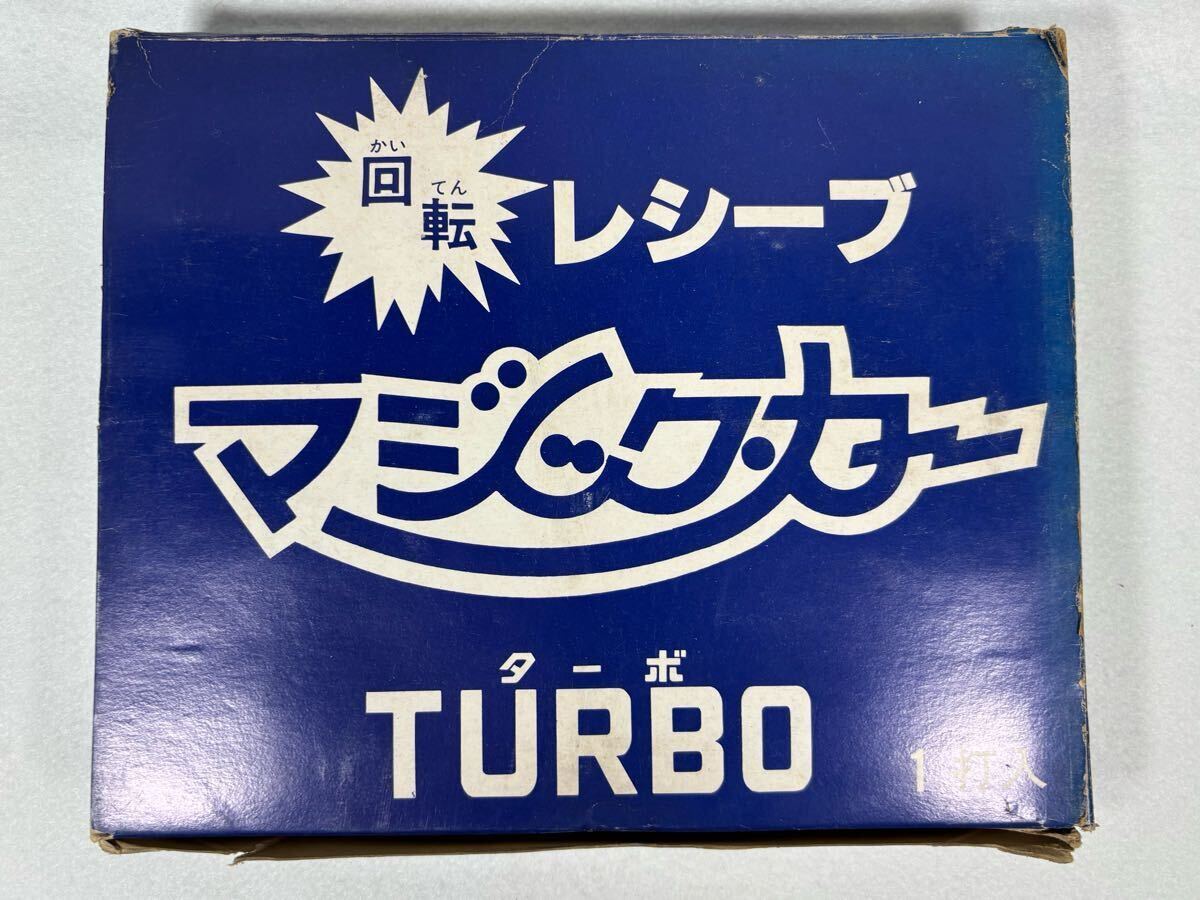 かい
回
てん
転
レシーブ
マジック・カー
ターボ
TURBO
1打入